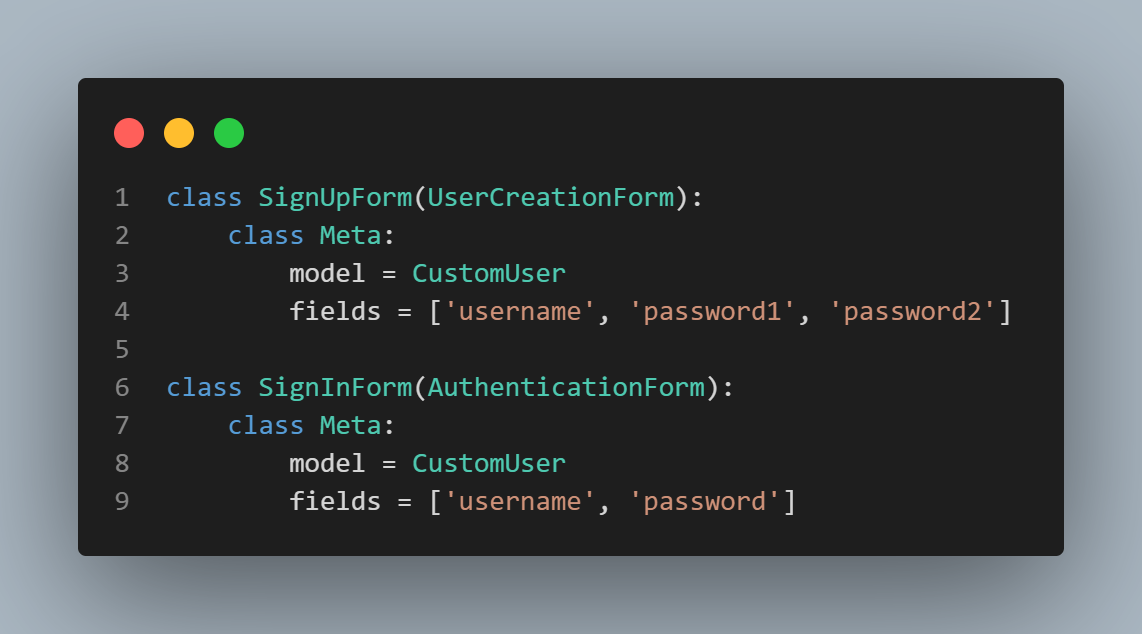 1 class SignUpForm(UserCreationForm):
2     class Meta:
3         model = CustomUser
4         fields = ['username', 'password1', 'password2']
5
6 class SignInForm(AuthenticationForm):
7     class Meta:
8         model = CustomUser
9         fields = ['username', 'password']